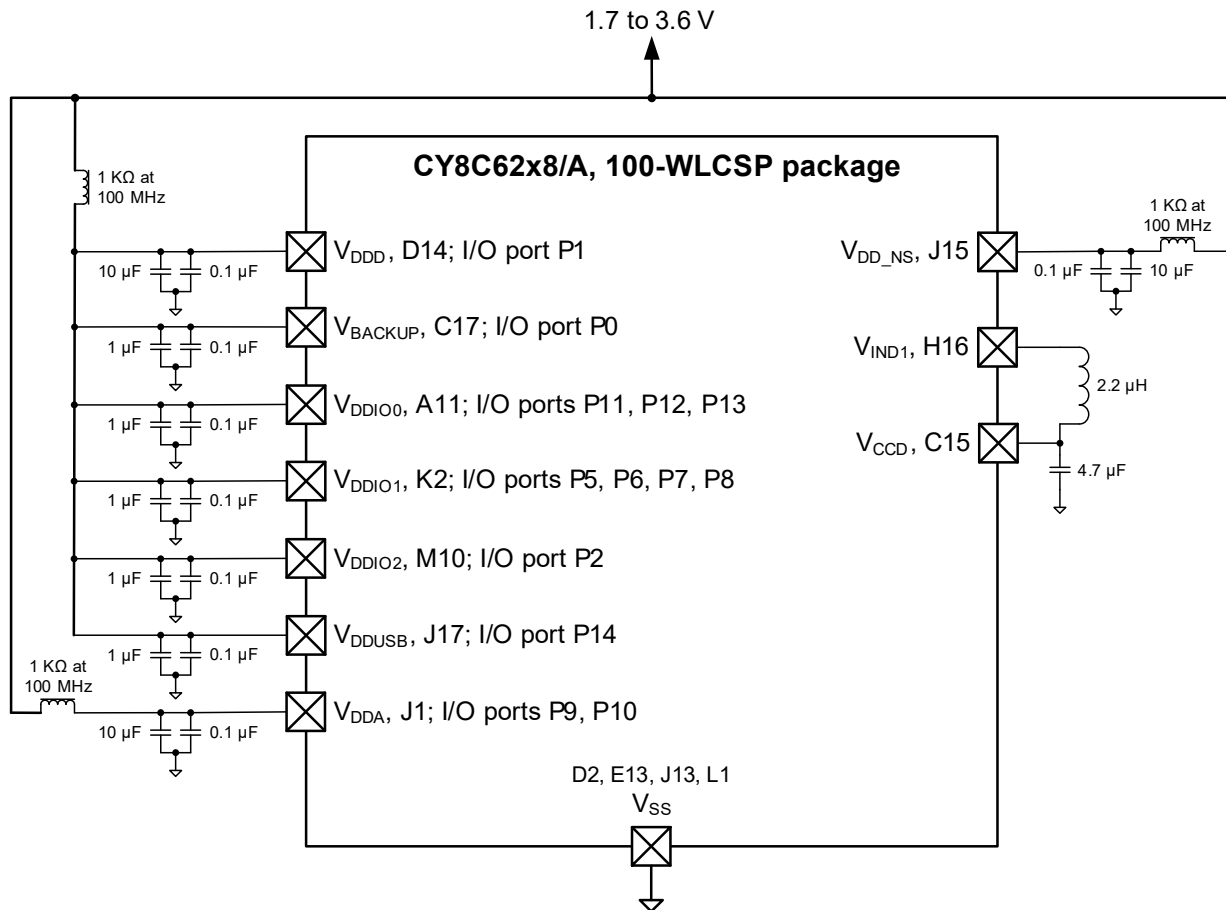 1.7 to 3.6 V
CY8C62x8/A, 100-WLCSP package
1 KΩ at
100 MHz
1 KΩ at
100 MHz
VDDD, D14; I/O port P1
VDD_NS, J15
10 µF
0.1 µF
0.1 µF
10 µF
VBACKUP, C17; I/O port P0
1 µF
0.1 µF
VIND1, H16
2.2 µH
VDDIO0, A11; I/O ports P11, P12, P13
1 µF
0.1 µF
VCCD, C15
4.7 µF
VDDIO1, K2; I/O ports P5, P6, P7, P8
1 µF
0.1 µF
VDDIO2, M10; I/O port P2
1 µF
0.1 µF
VDDUSB, J17; I/O port P14
1 µF
0.1 µF
1 KΩ at
100 MHz
VDDA, J1; I/O ports P9, P10
10 µF
0.1 µF
D2, E13, J13, L1
VSS